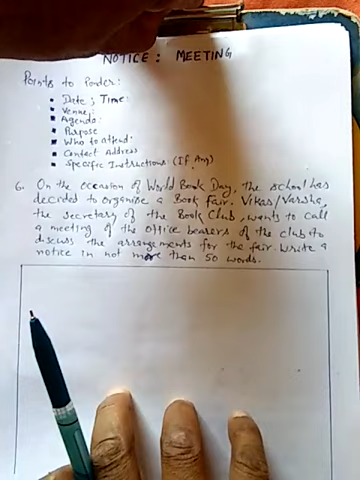 NOTICE: MEETING
Points to Ponder:
▪ Date; Time:
▪ Venue:
▪ Agenda:
▪ Purpose
▪ Who to attend:
▪ Contact Address
▪ Specific Instructions (If Any)
6. On the occasion of World Book Day, the school has
decided to organise a Book fair. Vikas/Varsha,
the secretary of the Book Club, wants to call
a meeting of the office bearers of the club to
discuss the arrangements for the fair. Write a
notice in not more than 50 words.